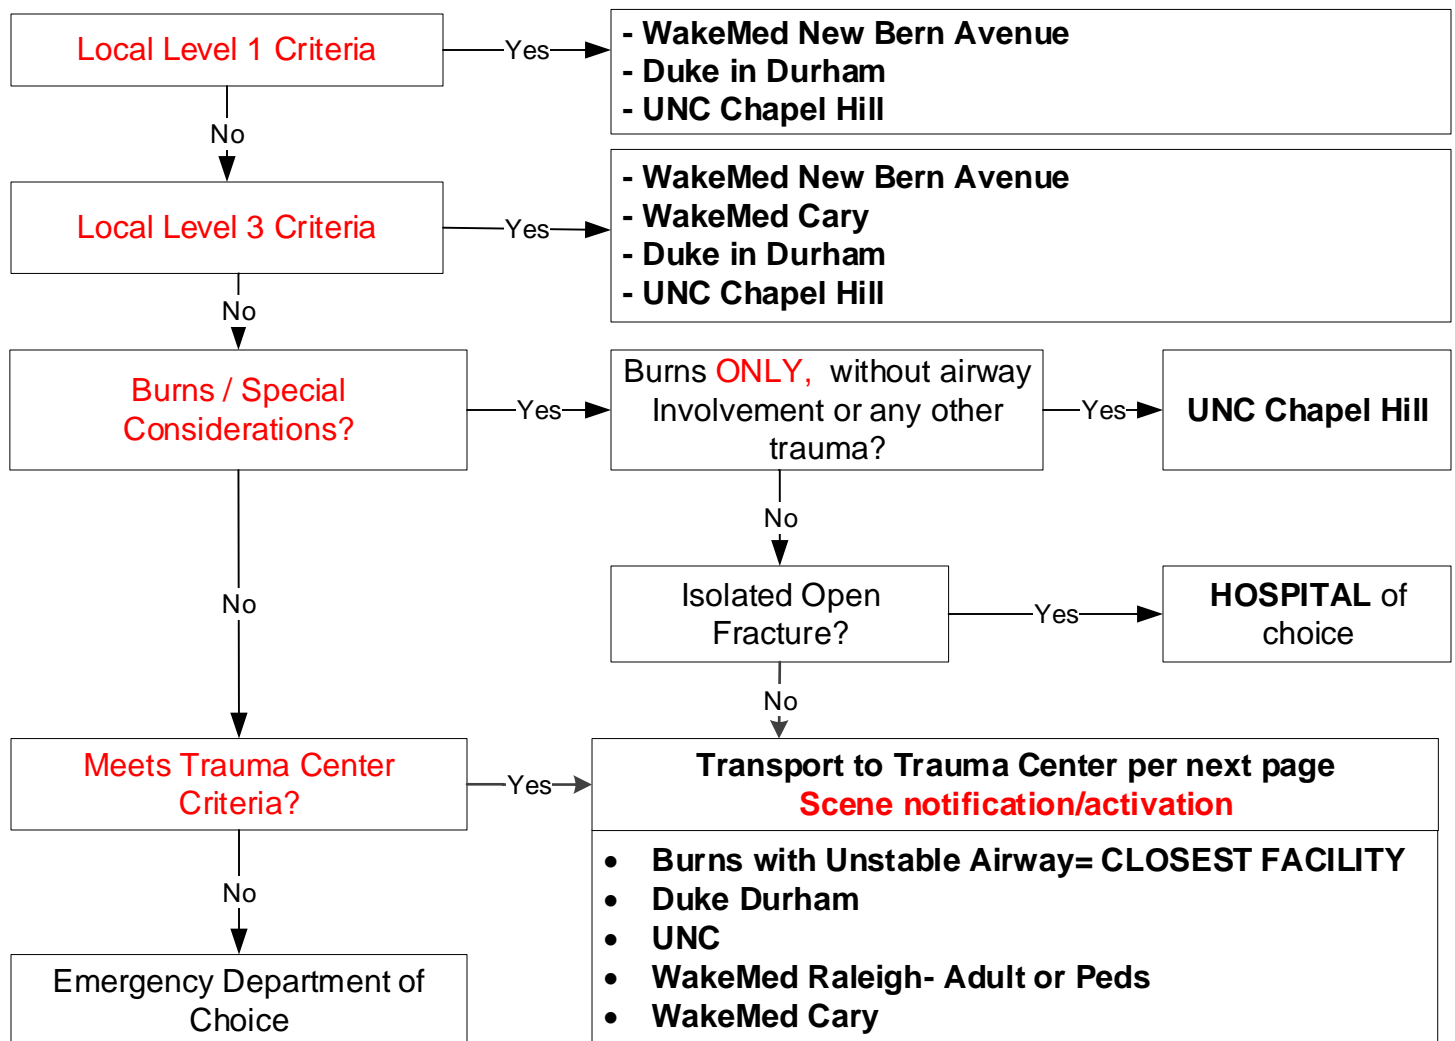 Local Level 1 Criteria
Yes
- WakeMed New Bern Avenue
- Duke in Durham
- UNC Chapel Hill
No
Local Level 3 Criteria
Yes
- WakeMed New Bern Avenue
- WakeMed Cary
- Duke in Durham
- UNC Chapel Hill
No
Burns / Special
Considerations?
Yes
Burns ONLY, without airway
Involvement or any other
trauma?
Yes
UNC Chapel Hill
No
No
Isolated Open
Fracture?
Yes
HOSPITAL of
choice
No
Meets Trauma Center
Criteria?
Yes
Transport to Trauma Center per next page
Scene notification/activation
• Burns with Unstable Airway= CLOSEST FACILITY
• Duke Durham
• UNC
• WakeMed Raleigh- Adult or Peds
• WakeMed Cary
No
Emergency Department of
Choice